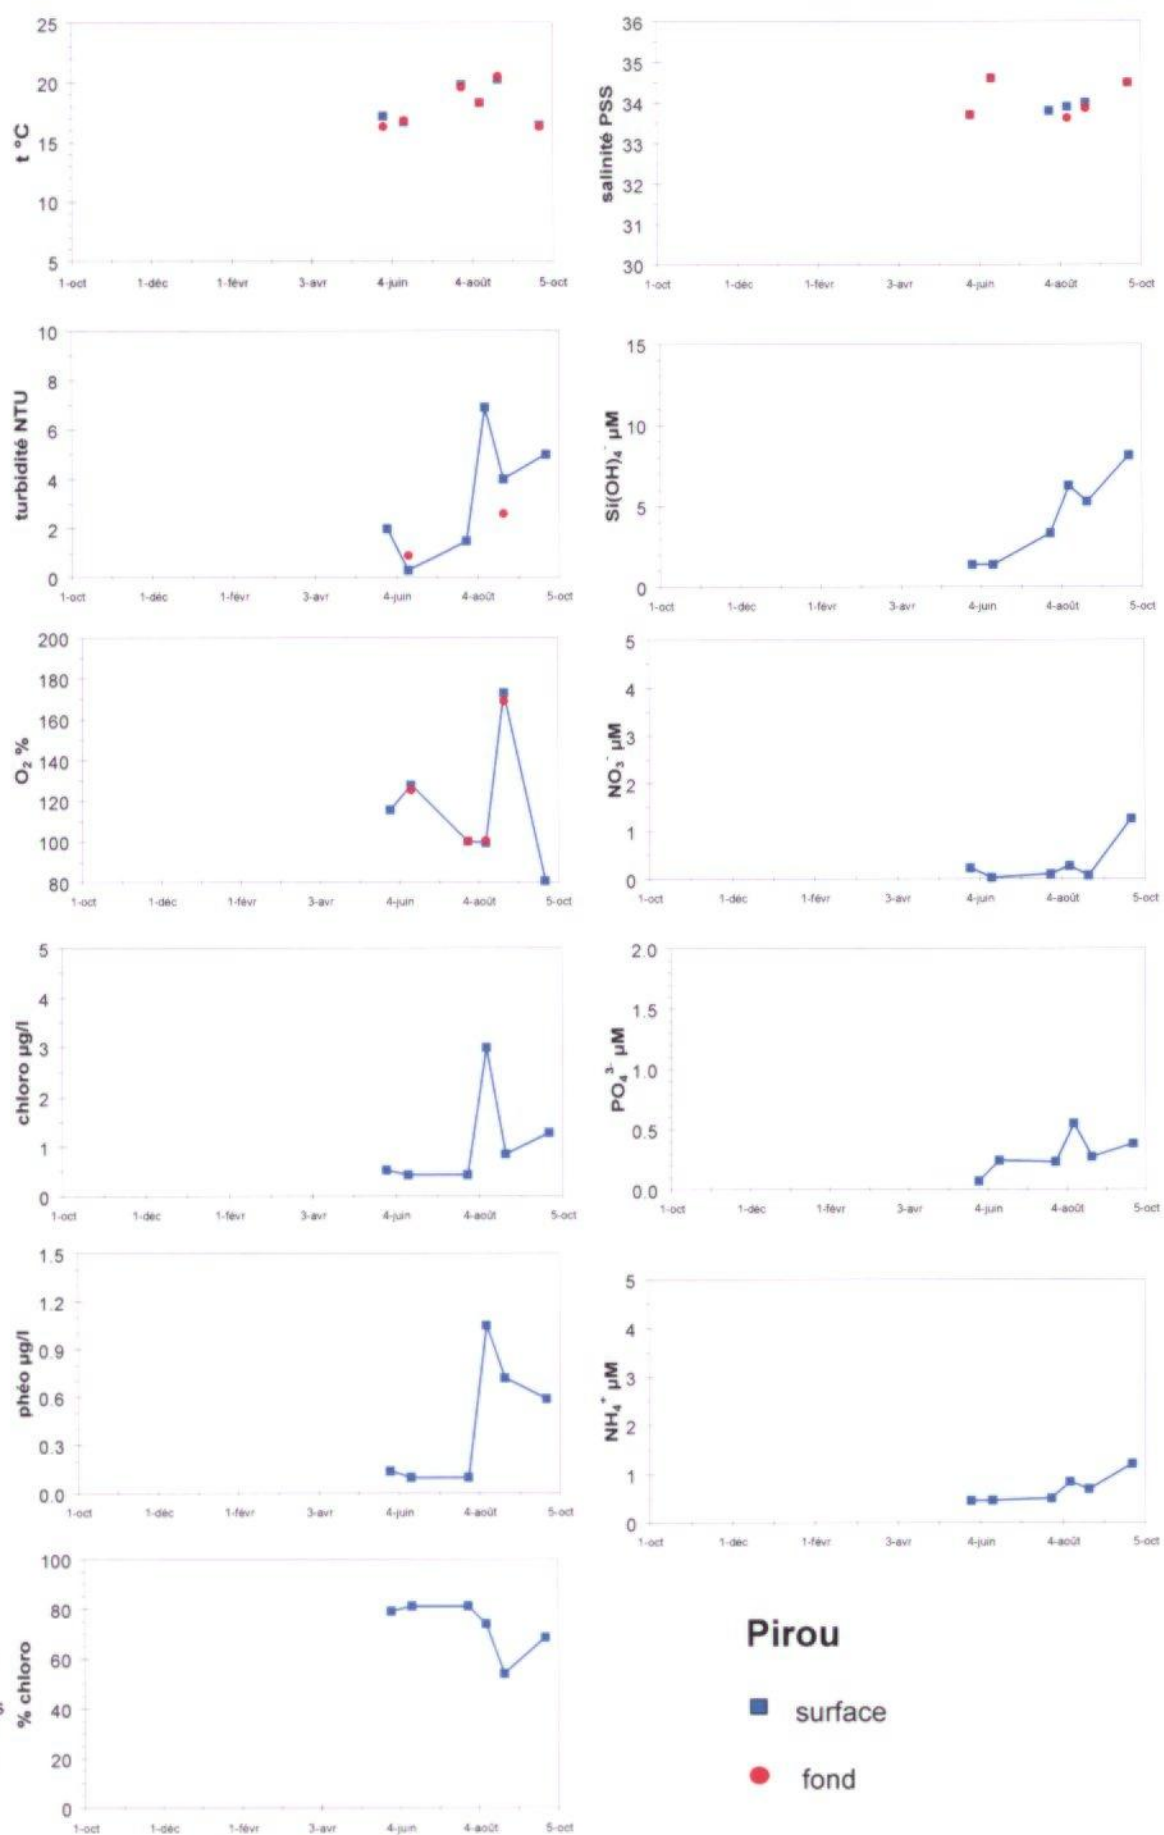 25
20
15
10
5
t °C
1-oct 1-déc 1-févr 3-avr 4-juin 4-août 5-oct
36
35
34
33
32
31
30
salinité PSS
1-oct 1-déc 1-févr 3-avr 4-juin 4-août 5-oct
10
8
6
4
2
0
turbidité NTU
1-oct 1-déc 1-févr 3-avr 4-juin 4-août 5-oct
15
10
5
0
Si(OH)₄⁻ µM
1-oct 1-déc 1-févr 3-avr 4-juin 4-août 5-oct
200
180
160
140
120
100
80
O₂ %
1-oct 1-déc 1-févr 3-avr 4-juin 4-août 5-oct
5
4
3
2
1
0
NO₃⁻ µM
1-oct 1-déc 1-févr 3-avr 4-juin 4-août 5-oct
5
4
3
2
1
0
chloro µg/l
1-oct 1-déc 1-févr 3-avr 4-juin 4-août 5-oct
2.0
1.5
1.0
0.5
0.0
PO₄³⁻ µM
1-oct 1-déc 1-févr 3-avr 4-juin 4-août 5-oct
1.5
1.2
0.9
0.6
0.3
0.0
phéo µg/l
1-oct 1-déc 1-févr 3-avr 4-juin 4-août 5-oct
5
4
3
2
1
0
NH₄⁺ µM
1-oct 1-déc 1-févr 3-avr 4-juin 4-août 5-oct
100
80
60
40
20
0
s
% chloro
1-oct 1-déc 1-févr 3-avr 4-juin 4-août 5-oct
Pirou
surface
fond